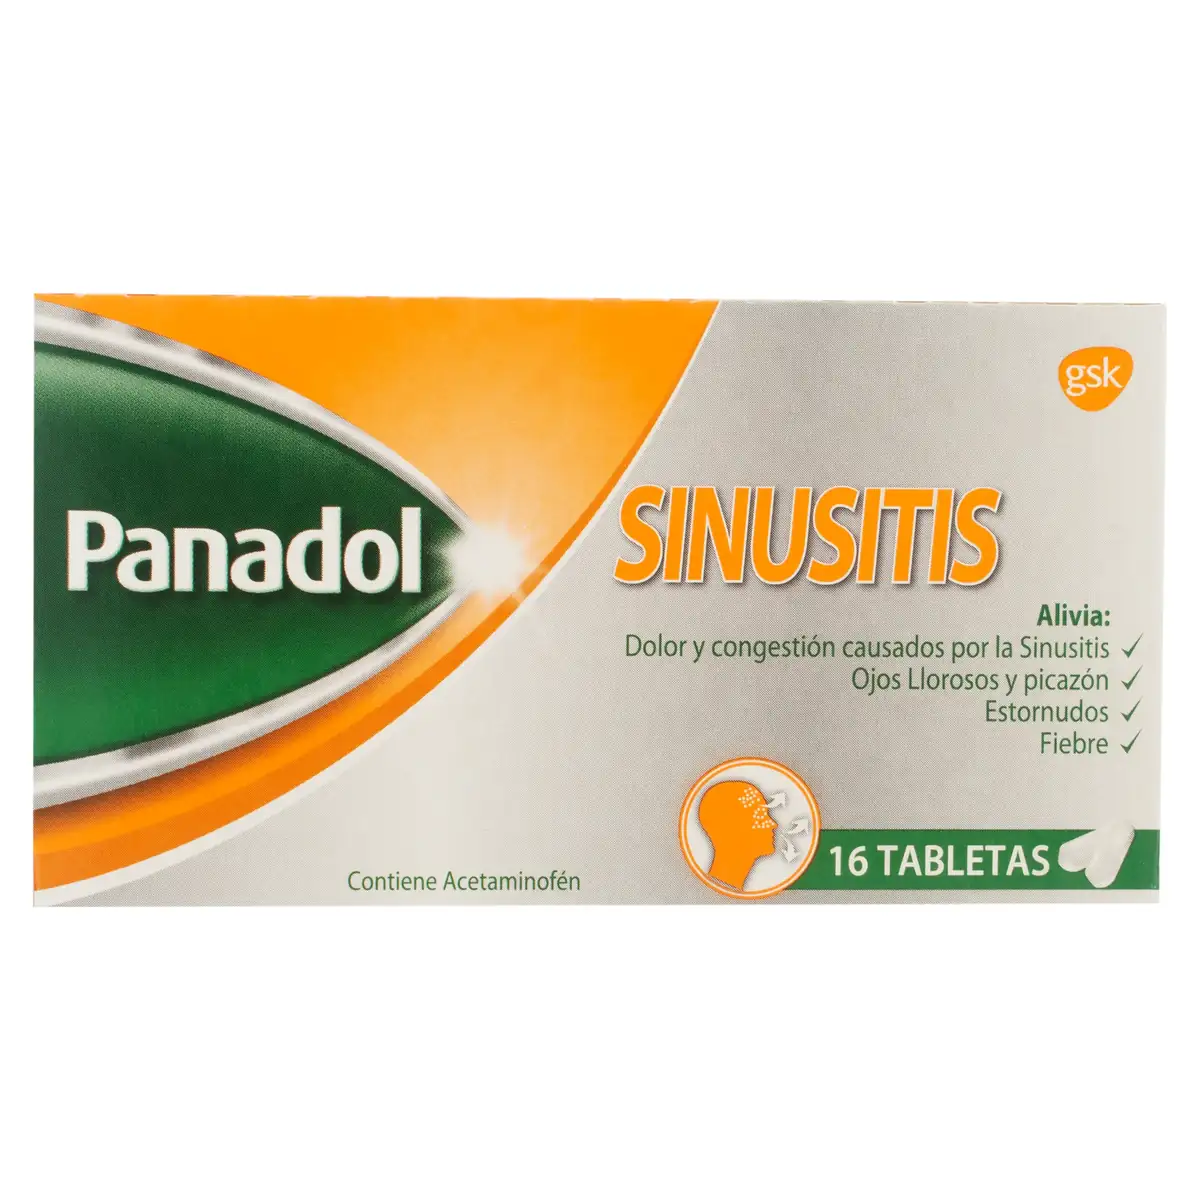 gsk
Panadol
SINUSITIS
Alivia:
Dolor y congestión causados por la Sinusitis ✓
Ojos Llorosos y picazón ✓
Estornudos ✓
Fiebre ✓
16 TABLETAS
Contiene Acetaminofén